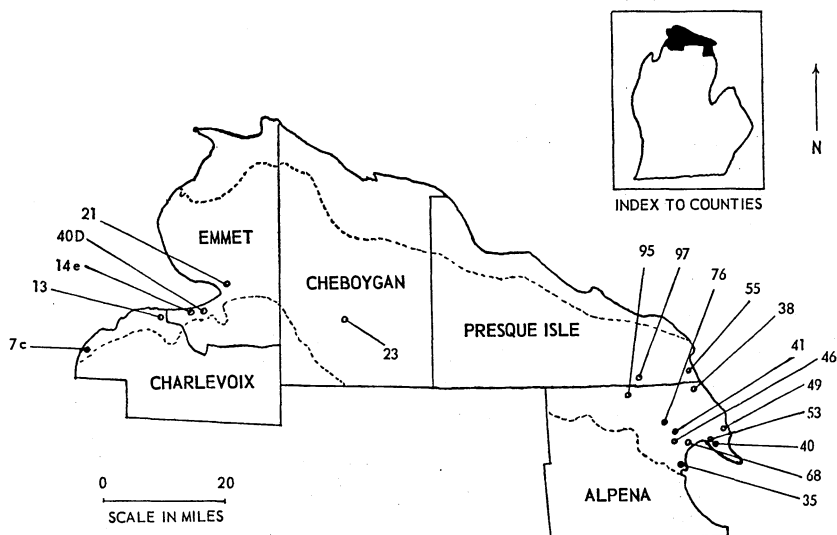 INDEX TO COUNTIES
N
21
40D
14e
13
7c
EMMET
CHEBOYGAN
23
CHARLEVOIX
PRESQUE ISLE
95
97
76
55
38
41
46
49
53
40
68
35
ALPENA
0 20
SCALE IN MILES